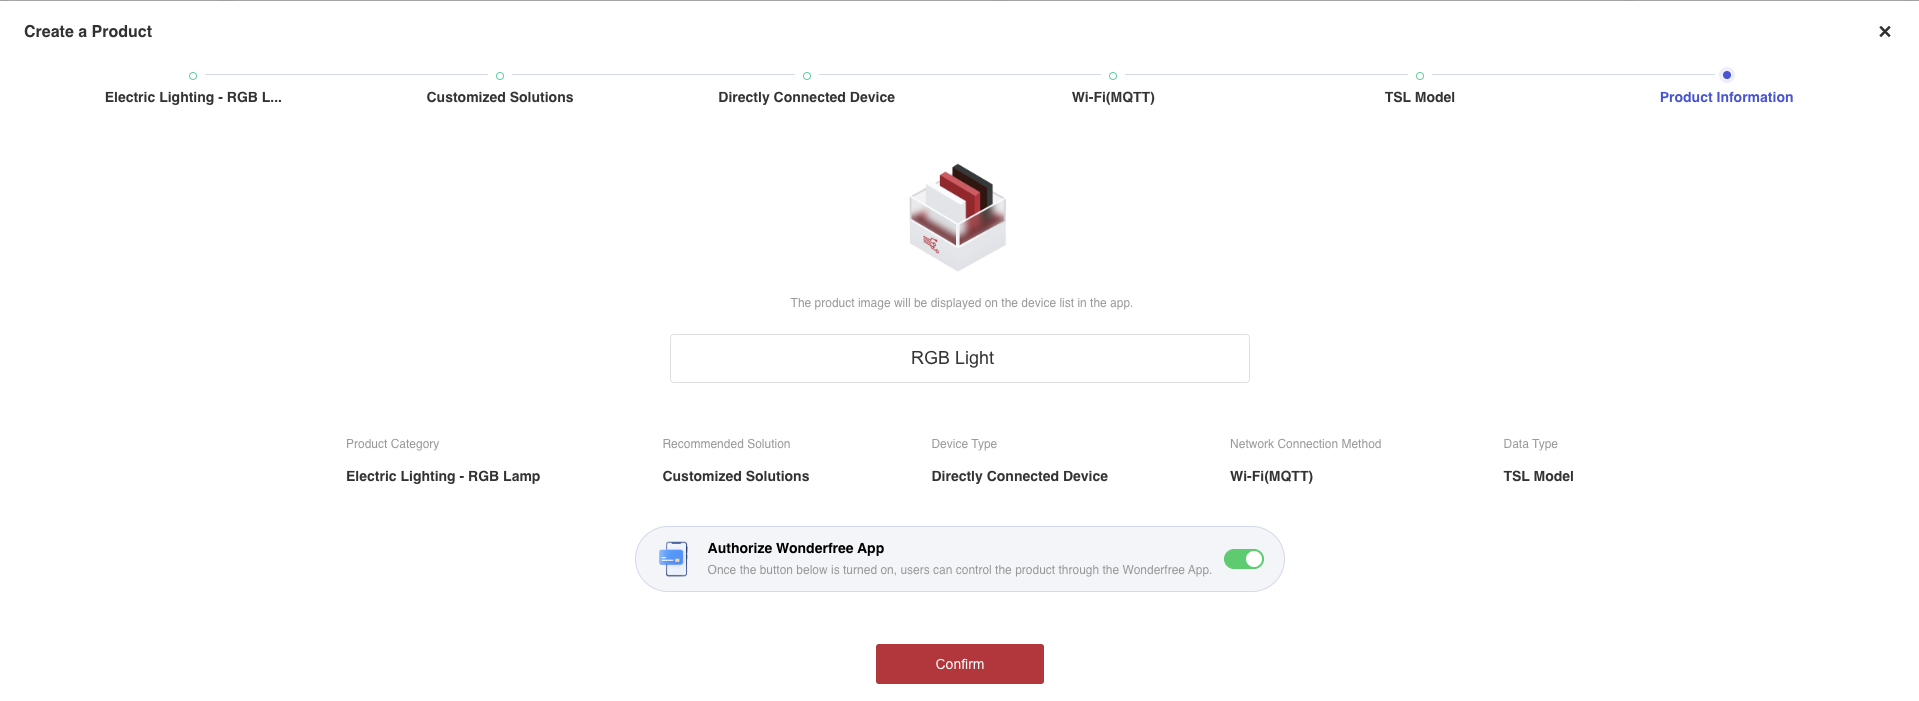 Create a Product
Electric Lighting - RGB L...
Customized Solutions
Directly Connected Device
Wi-Fi(MQTT)
TSL Model
Product Information
The product image will be displayed on the device list in the app.
RGB Light
Product Category
Recommended Solution
Device Type
Network Connection Method
Data Type
Electric Lighting - RGB Lamp
Customized Solutions
Directly Connected Device
Wi-Fi(MQTT)
TSL Model
Authorize Wonderfree App
Once the button below is turned on, users can control the product through the Wonderfree App.
Confirm